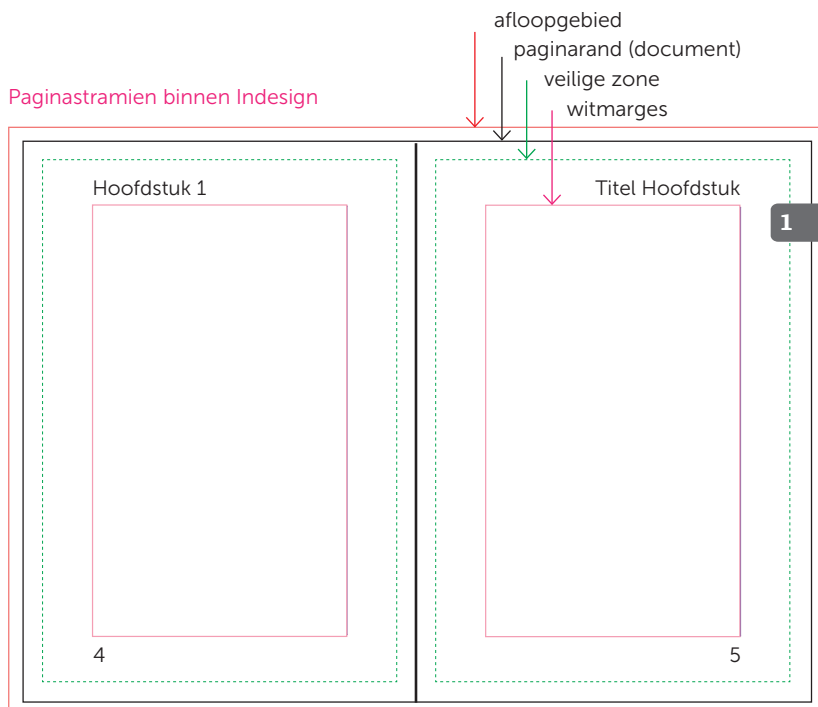 afloopgebied
paginarand (document)
veilige zone
witmarges
Paginastramien binnen Indesign
Hoofdstuk 1
Titel Hoofdstuk
1
4
5